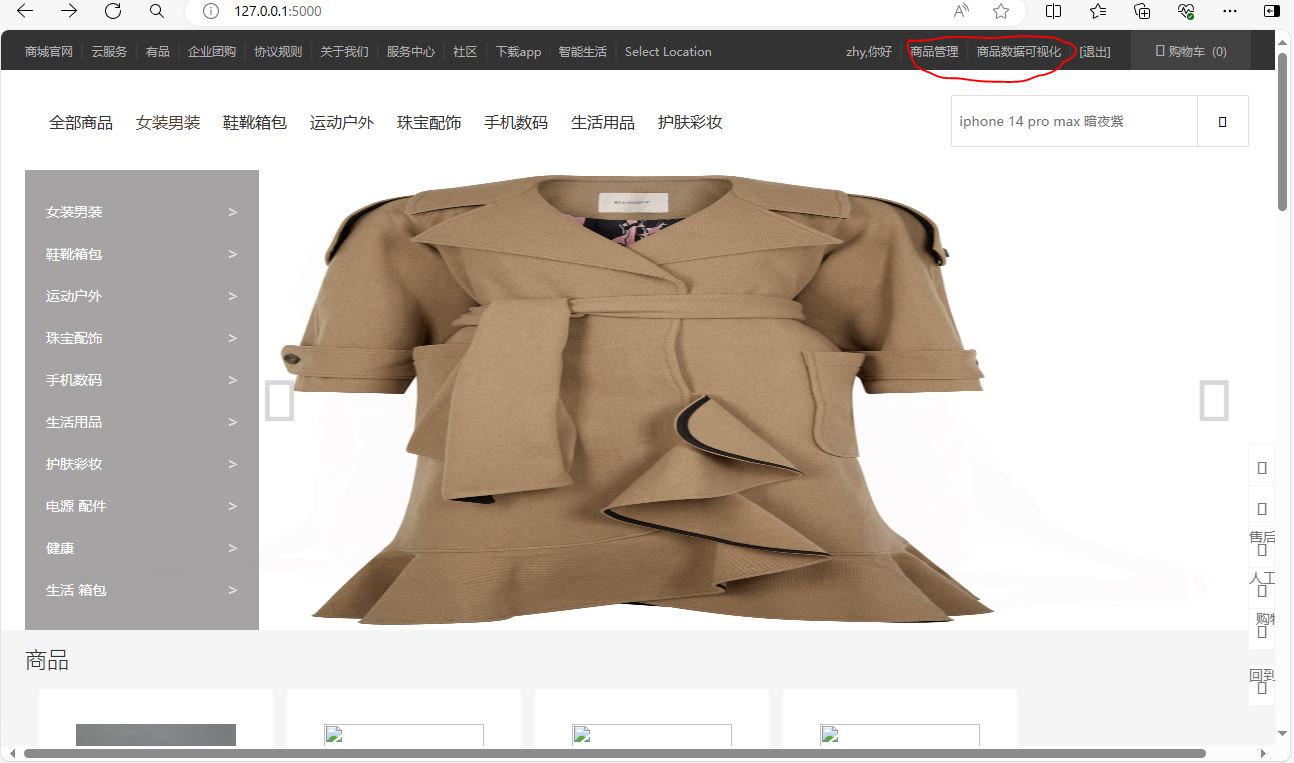 127.0.0.1:5000
商城官网 云服务 有品 企业团购 协议规则 关于我们 服务中心 社区 下载app 智能生活 Select Location zhy,你好 商品管理 商品数据可视化 [退出] 购物车 (0)
全部商品 女装男装 鞋靴箱包 运动户外 珠宝配饰 手机数码 生活用品 护肤彩妆 iphone 14 pro max 暗夜紫
女装男装 >
鞋靴箱包 >
运动户外 >
珠宝配饰 >
手机数码 >
生活用品 >
护肤彩妆 >
电源 配件 >
健康 >
生活 箱包 >
售后
人工
购物
回到
商品